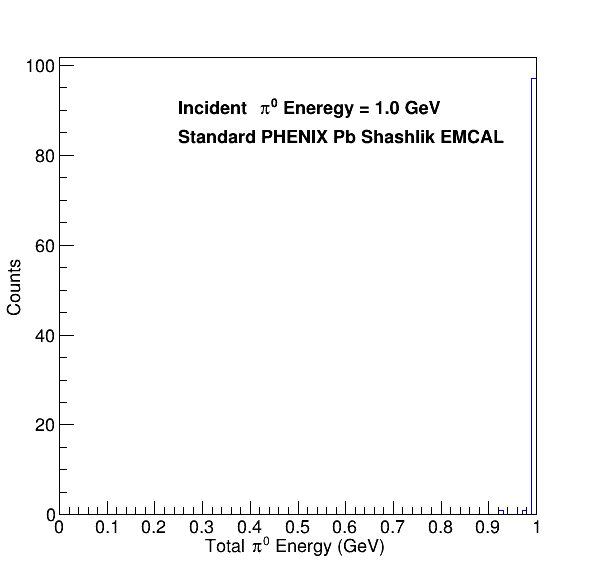 Incident π⁰ Eneregy = 1.0 GeV
Standard PHENIX Pb Shashlik EMCAL
100
80
60
40
20
0
Counts
0 0.1 0.2 0.3 0.4 0.5 0.6 0.7 0.8 0.9 1
Total π⁰ Energy (GeV)